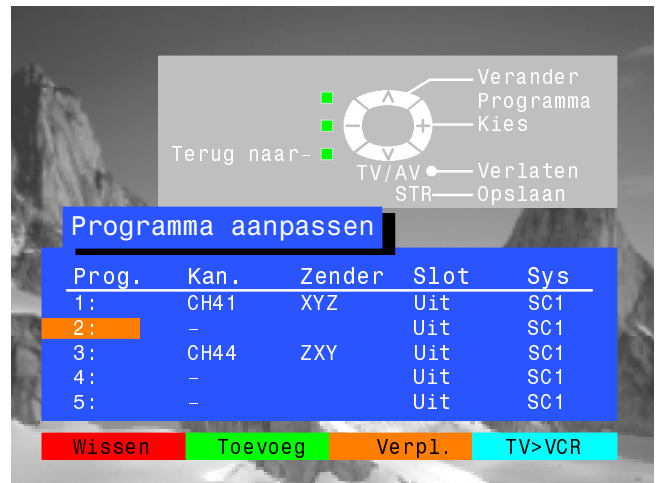 Verander
Programma
Kies
Terug naar
TV/AV Verlaten
STR Opslaan
Programma aanpassen
Prog. Kan. Zender Slot Sys
1: CH41 XYZ Uit SC1
2: – Uit SC1
3: CH44 ZXY Uit SC1
4: – Uit SC1
5: – Uit SC1
Wissen Toevoeg Verpl. TV>VCR